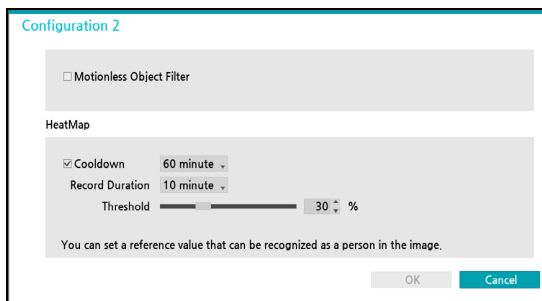 Configuration 2
Motionless Object Filter
HeatMap
Cooldown 60 minute
Record Duration 10 minute
Threshold 30 %
You can set a reference value that can be recognized as a person in the image.
OK Cancel